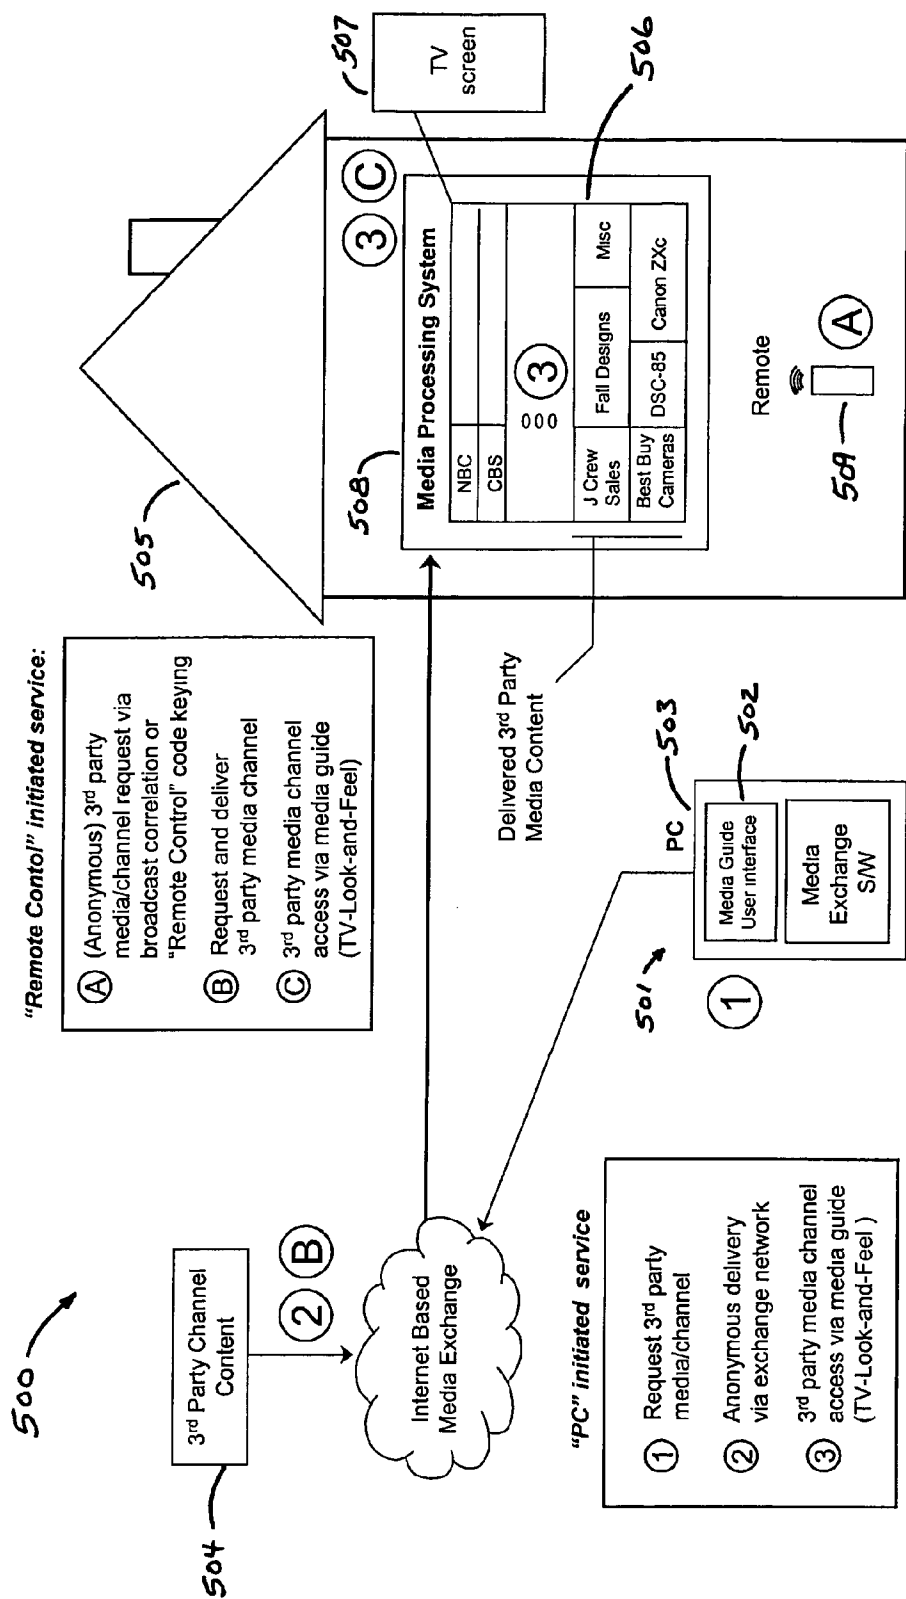 500
504
3rd Party Channel
Content
2
B
Internet Based
Media Exchange
"PC" initiated service
1 Request 3rd party
media/channel
2 Anonymous delivery
via exchange network
3 3rd party media channel
access via media guide
(TV-Look-and-Feel )
"Remote Contol" initiated service:
A (Anonymous) 3rd party
media/channel request via
broadcast correlation or
"Remote Control" code keying
B Request and deliver
3rd party media channel
C 3rd party media channel
access via media guide
(TV-Look-and-Feel)
501
1
PC
503
502
Media Guide
User interface
Media
Exchange
S/W
Delivered 3rd Party
Media Content
505
508
3
C
Media Processing System
NBC
CBS
000
3
J Crew
Sales
Fall Designs
Misc
Best Buy
Cameras
DSC-85
Canon ZXc
507
TV
screen
506
Remote
509
A